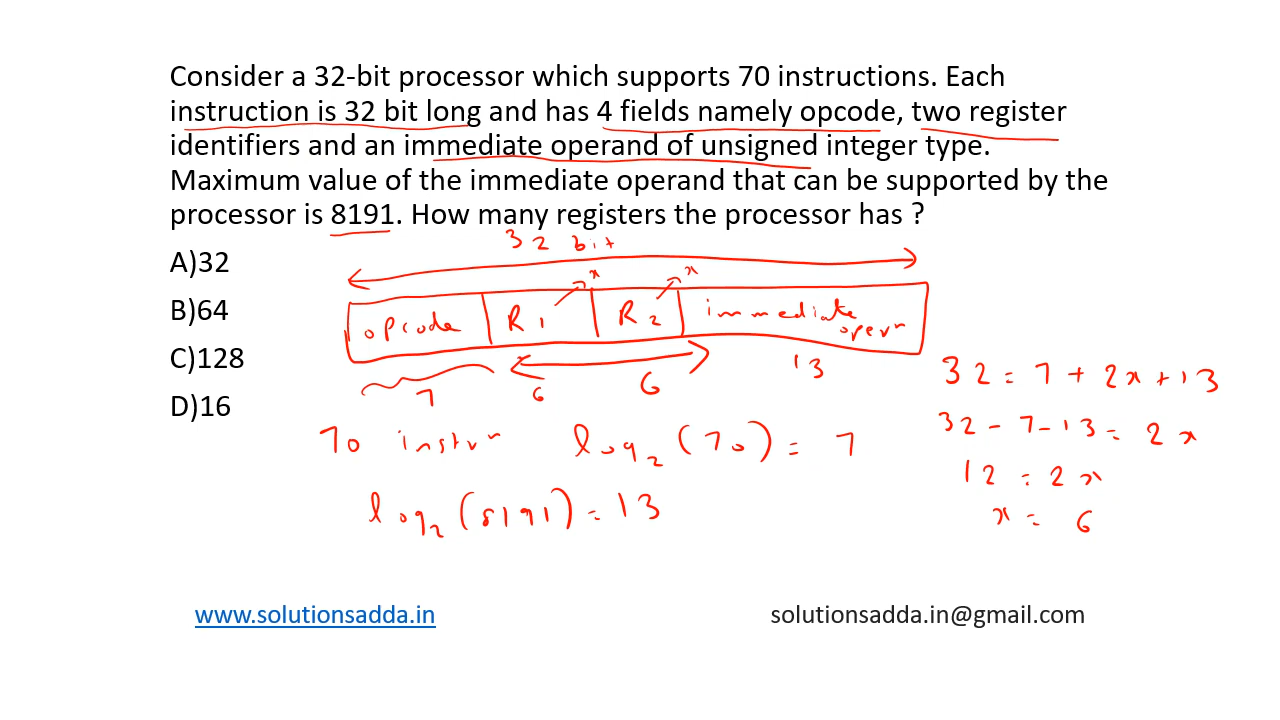 Consider a 32-bit processor which supports 70 instructions. Each
instruction is 32 bit long and has 4 fields namely opcode, two register
identifiers and an immediate operand of unsigned integer type.
Maximum value of the immediate operand that can be supported by the
processor is 8191. How many registers the processor has ?
32 bit
A)32
x x
B)64
opcode R1 R2 immediate
opern
C)128
13
7 6 6
32 = 7 + 2x + 13
D)16
32 - 7 - 13 = 2x
70 instrn log2(70) = 7
12 = 2x
log2(8191) = 13
x = 6
www.solutionsadda.in
solutionsadda.in@gmail.com